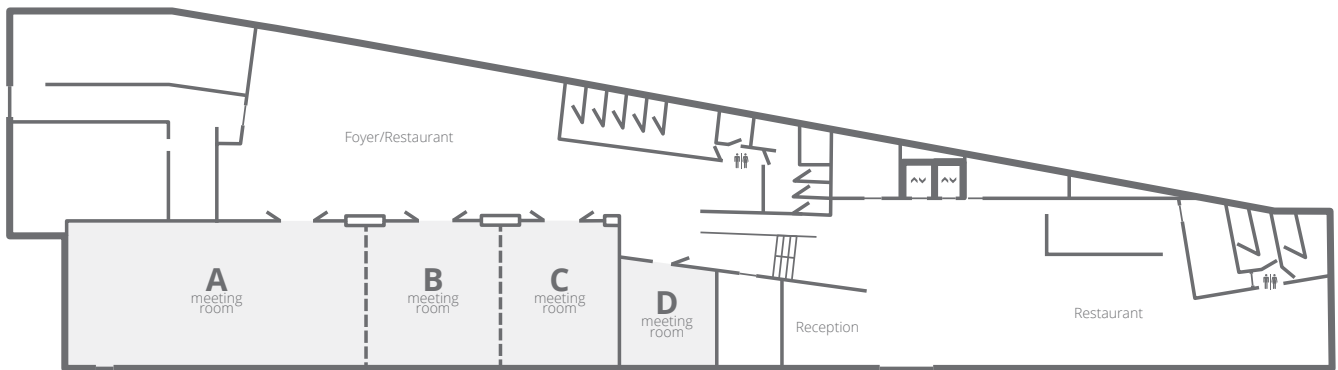 Foyer/Restaurant
A
meeting
room
B
meeting
room
C
meeting
room
D
meeting
room
Reception
Restaurant